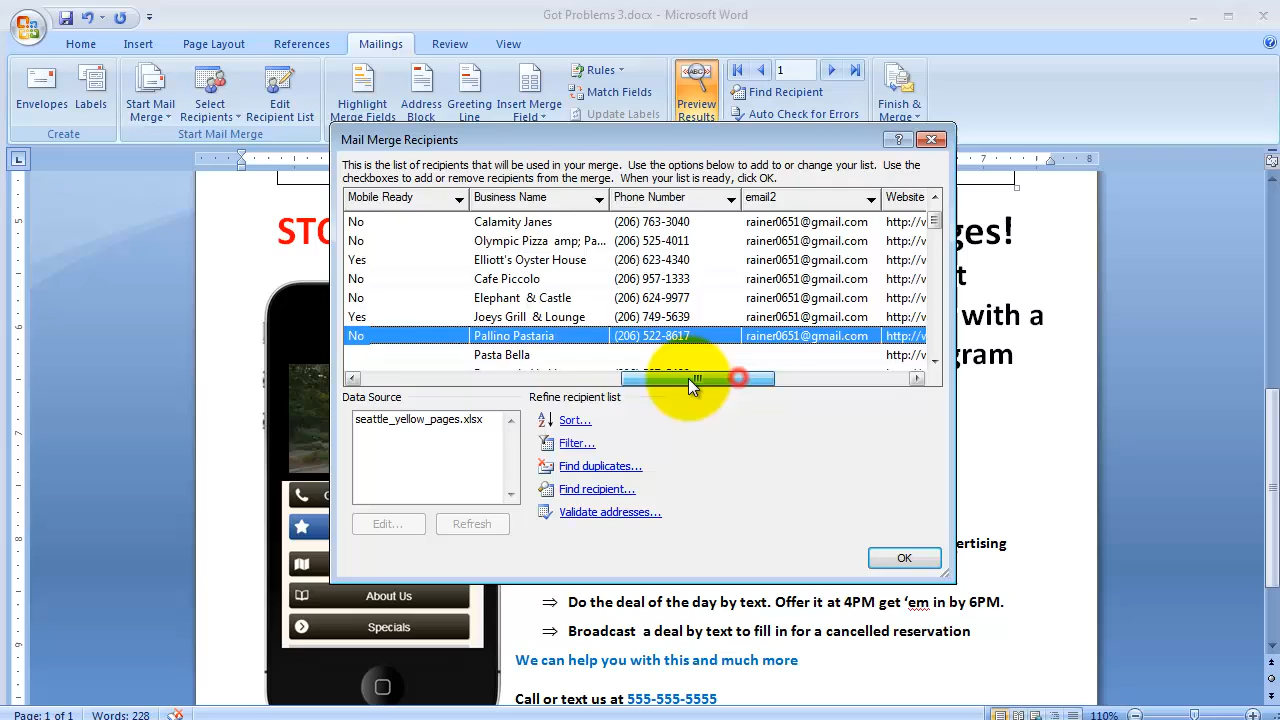 Got Problems 3.docx - Microsoft Word
Home Insert Page Layout References Mailings Review View
Envelopes Labels Start Mail Merge Select Recipients Edit Recipient List Highlight Merge Fields Address Block Greeting Line Insert Merge Field Rules Match Fields Update Labels ABC Preview Results 1 Find Recipient Auto Check for Errors Finish & Merge
Create Start Mail Merge
Mail Merge Recipients
This is the list of recipients that will be used in your merge. Use the options below to add to or change your list. Use the
checkboxes to add or remove recipients from the merge. When your list is ready, click OK.
Mobile Ready Business Name Phone Number email2 Website
No Calamity Janes (206) 763-3040 rainer0651@gmail.com http://v
No Olympic Pizza amp; Pa... (206) 525-4011 rainer0651@gmail.com http://v
Yes Elliott's Oyster House (206) 623-4340 rainer0651@gmail.com http://v
No Cafe Piccolo (206) 957-1333 rainer0651@gmail.com http://v
No Elephant & Castle (206) 624-9977 rainer0651@gmail.com http://v
Yes Joeys Grill & Lounge (206) 749-5639 rainer0651@gmail.com http://v
No Pallino Pastaria (206) 522-8617 rainer0651@gmail.com http://v
Pasta Bella
Data Source Refine recipient list
seattle_yellow_pages.xlsx
Sort...
Filter...
Find duplicates...
Find recipient...
Validate addresses...
Edit... Refresh
OK
7 8
5
6
8
6
STO ges!
t
with a
gram
ertising
About Us
Specials
⇒ Do the deal of the day by text. Offer it at 4PM get ‘em in by 6PM.
⇒ Broadcast a deal by text to fill in for a cancelled reservation
We can help you with this and much more
Call or text us at 555-555-5555
Page: 1 of 1 Words: 228 110%